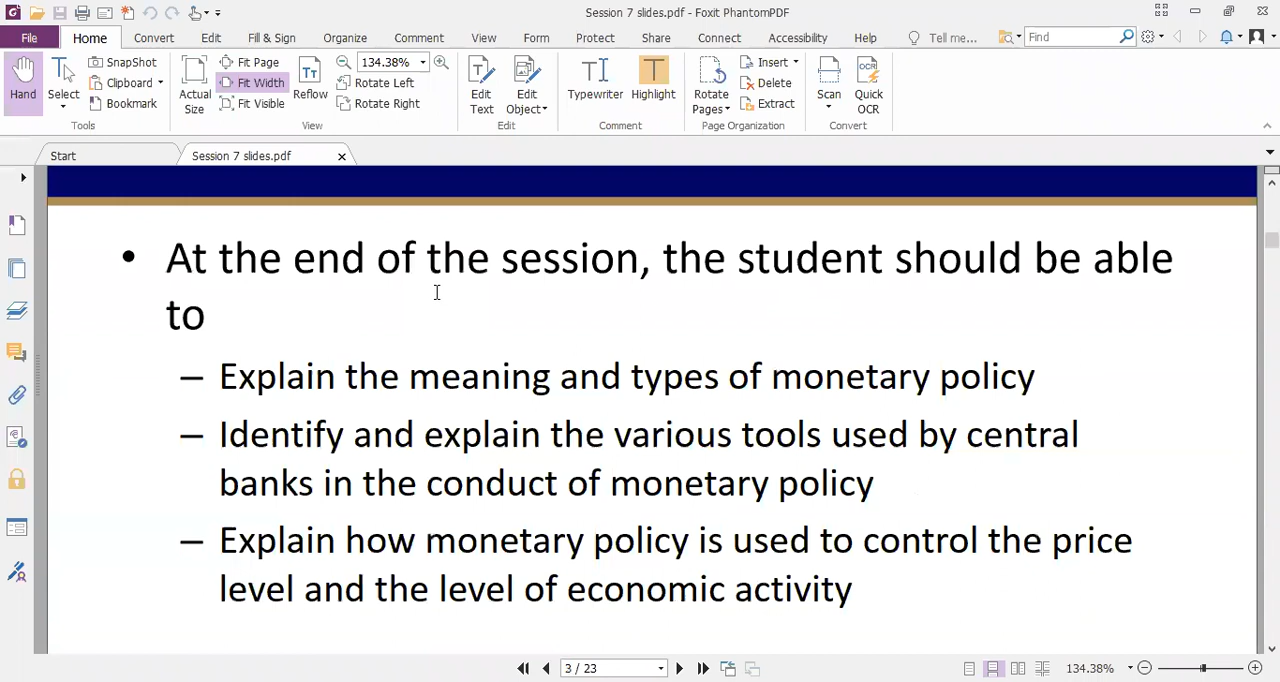 Session 7 slides.pdf - Foxit PhantomPDF
File Home Convert Edit Fill & Sign Organize Comment View Form Protect Share Connect Accessibility Help Tell me... Find
Hand
Select
SnapShot
Clipboard
Bookmark
Tools
Actual Size
Fit Page
Fit Width
Fit Visible
Reflow
134.38%
Rotate Left
Rotate Right
View
Edit Text
Edit Object
Edit
Typewriter
Highlight
Comment
Rotate Pages
Insert
Delete
Extract
Page Organization
Scan
Quick OCR
Convert
Start
Session 7 slides.pdf
• At the end of the session, the student should be able
to
– Explain the meaning and types of monetary policy
– Identify and explain the various tools used by central
banks in the conduct of monetary policy
– Explain how monetary policy is used to control the price
level and the level of economic activity
3 / 23
134.38%